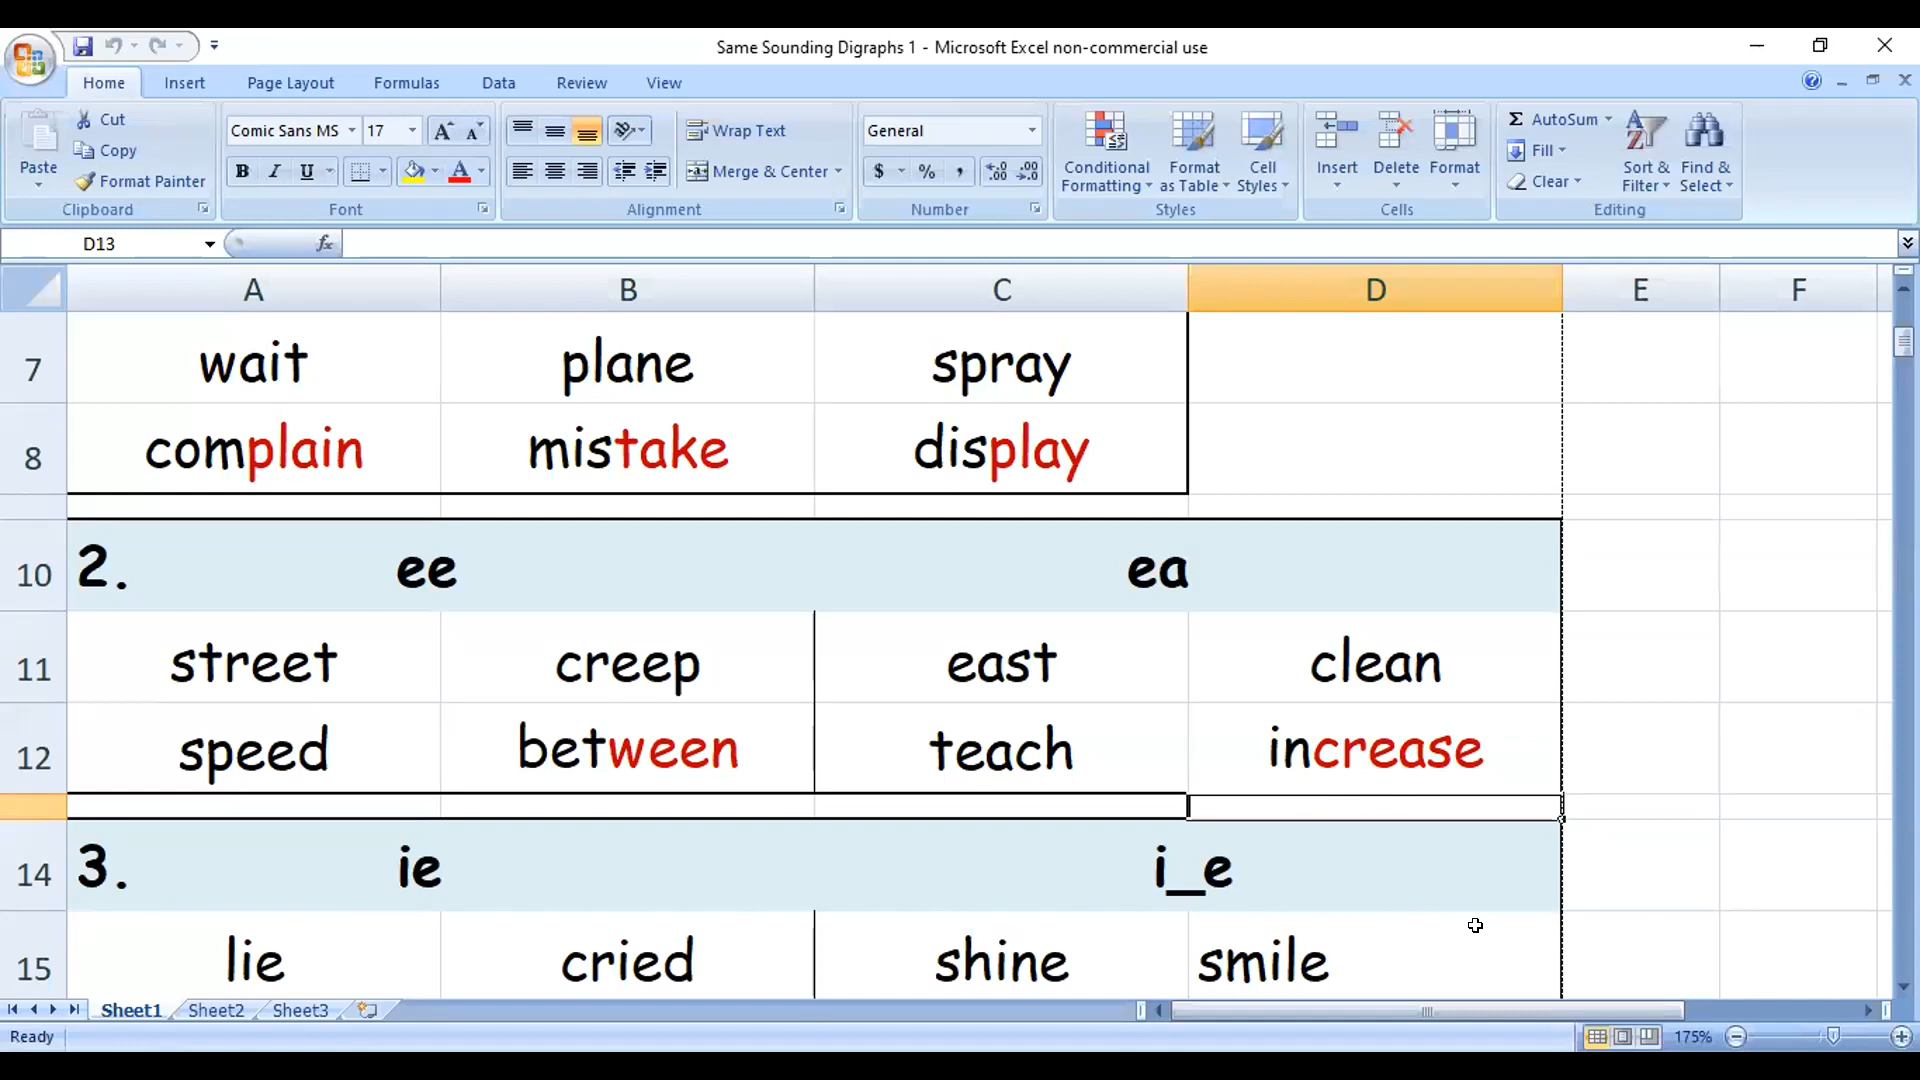 Same Sounding Digraphs 1 - Microsoft Excel non-commercial use
Home Insert Page Layout Formulas Data Review View
Cut Comic Sans MS 17 Wrap Text General AutoSum
Copy Fill
Paste Format Painter B I U Merge & Center $ % , Conditional Formatting Format as Table Cell Styles Insert Delete Format Clear Sort & Filter Find & Select
Clipboard Font Alignment Number Styles Cells Editing
D13 fx
A B C D E F
7 wait plane spray
8 complain mistake display
10 2. ee ea
11 street creep east clean
12 speed between teach increase
14 3. ie i_e
15 lie cried shine smile
Sheet1 Sheet2 Sheet3
Ready 175%